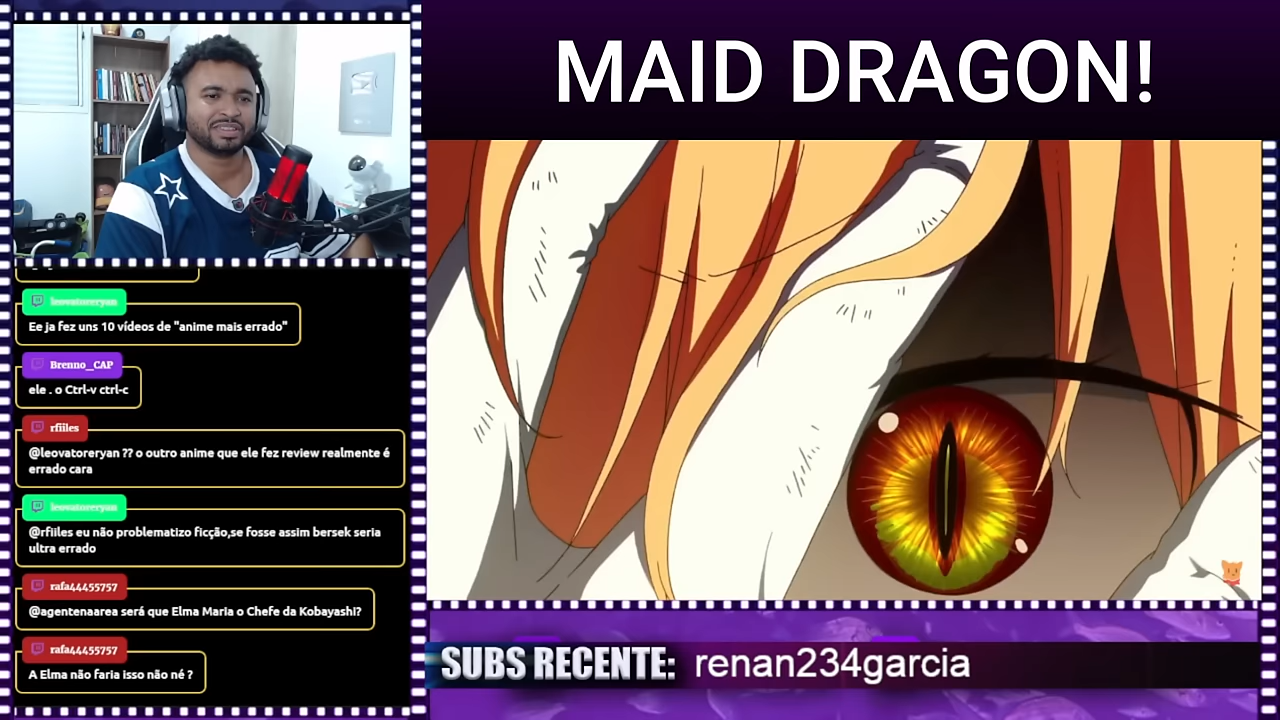 MAID DRAGON!
leovatoreryan
Ee ja fez uns 10 vídeos de "anime mais errado"
Brenno__CAP
ele . o Ctrl-v ctrl-c
rfiiles
@leovatoreryan ?? o outro anime que ele fez review realmente é
errado cara
leovatoreryan
@rfiiles eu não problematizo ficção,se fosse assim bersek seria
ultra errado
rafa44455757
@agentenaarea será que Elma Maria o Chefe da Kobayashi?
rafa44455757
A Elma não faria isso não né ?
SUBS RECENTE: renan234garcia